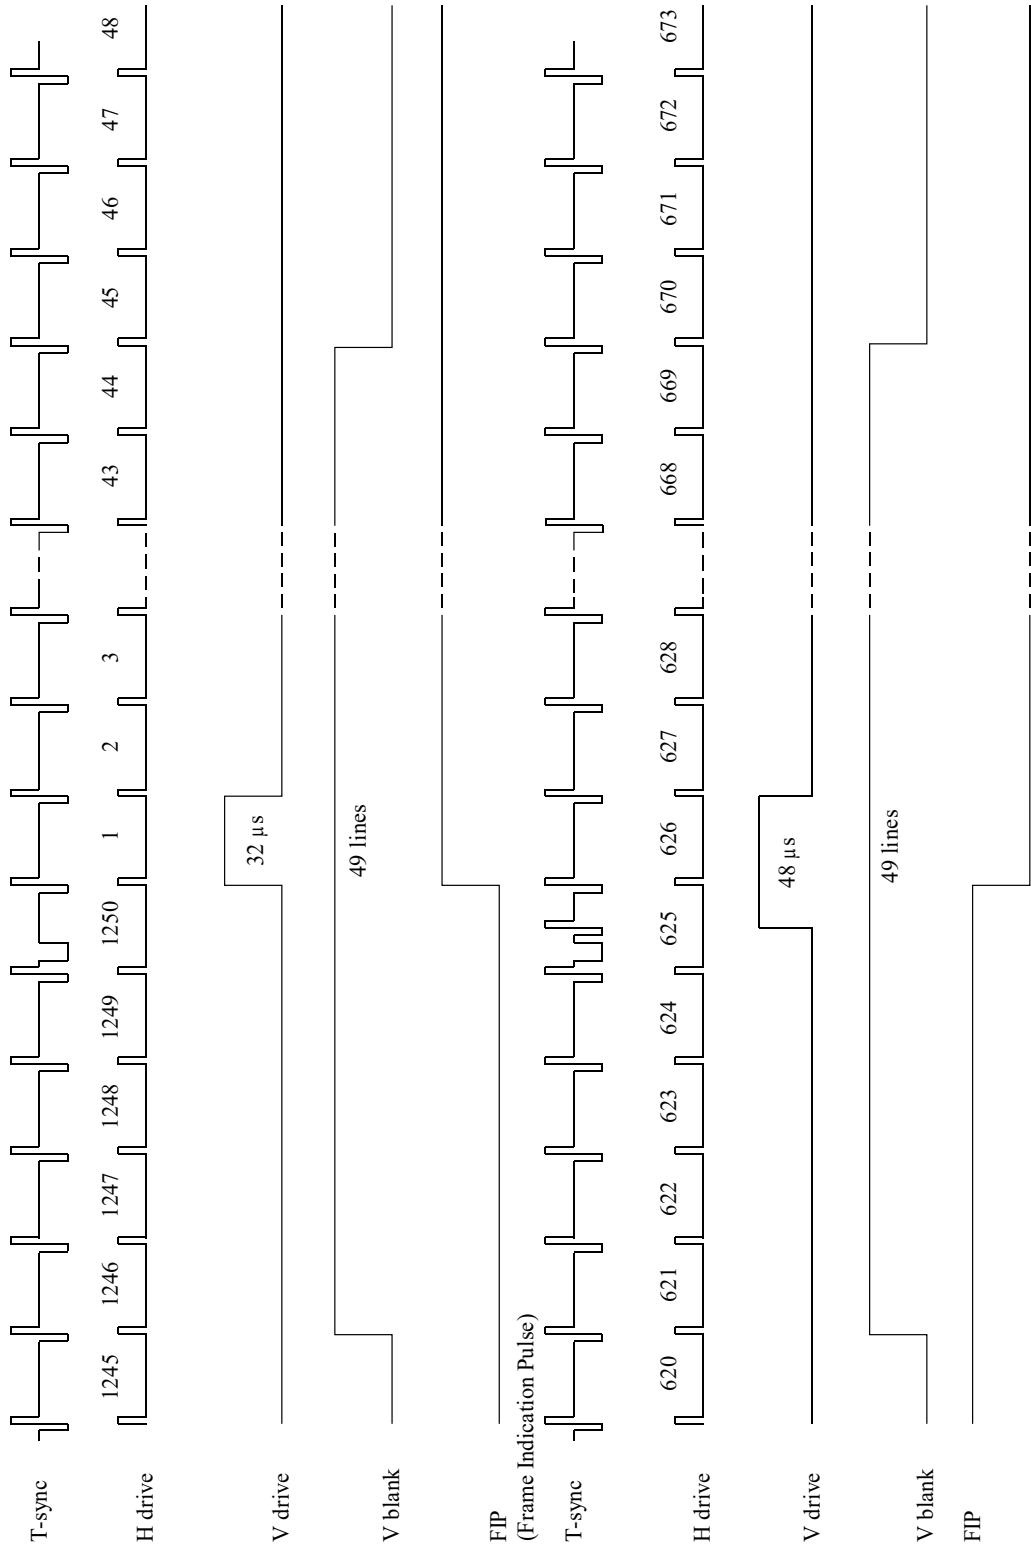 T-sync
1245 1246 1247 1248 1249 1250 1 2 3 43 44 45 46 47 48
H drive
32 μs
V drive
49 lines
V blank
FIP
(Frame Indication Pulse)
T-sync
620 621 622 623 624 625 626 627 628 668 669 670 671 672 673
H drive
48 μs
V drive
49 lines
V blank
FIP